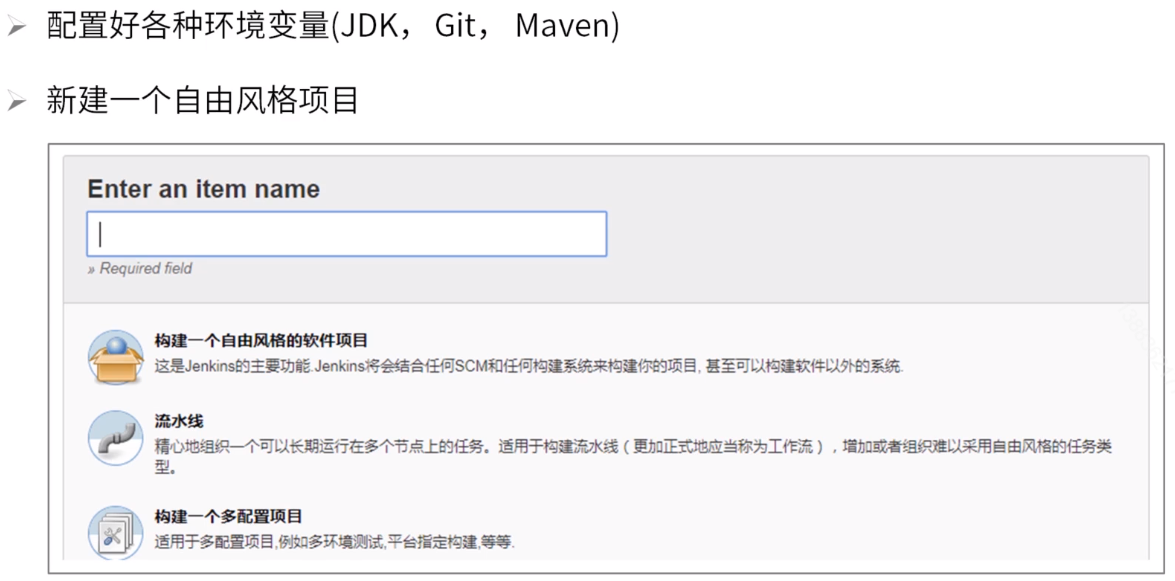 配置好各种环境变量(JDK， Git， Maven)
新建一个自由风格项目
Enter an item name
» Required field
构建一个自由风格的软件项目
这是Jenkins的主要功能.Jenkins将会结合任何SCM和任何构建系统来构建你的项目, 甚至可以构建软件以外的系统.
流水线
精心地组织一个可以长期运行在多个节点上的任务。适用于构建流水线（更加正式地应当称为工作流），增加或者组织难以采用自由风格的任务类
型。
构建一个多配置项目
适用于多配置项目,例如多环境测试,平台指定构建,等等.